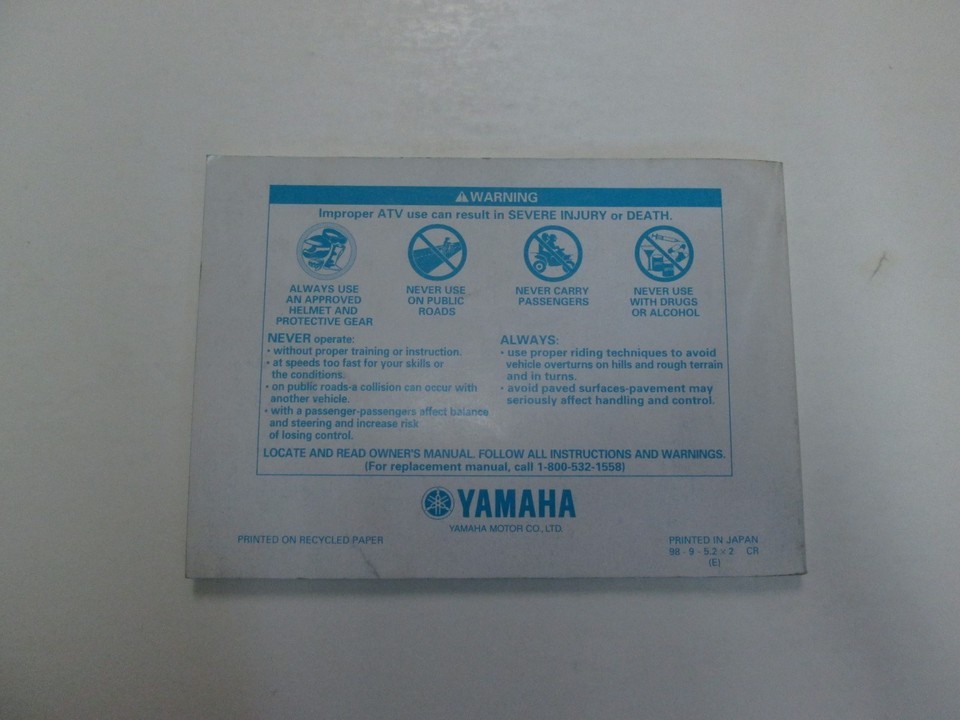 WARNING
Improper ATV use can result in SEVERE INJURY or DEATH.
ALWAYS USE
AN APPROVED
HELMET AND
PROTECTIVE GEAR
NEVER USE
ON PUBLIC
ROADS
NEVER CARRY
PASSENGERS
NEVER USE
WITH DRUGS
OR ALCOHOL
NEVER operate:
• without proper training or instruction.
• at speeds too fast for your skills or
the conditions.
• on public roads-a collision can occur with
another vehicle.
• with a passenger-passengers affect balance
and steering and increase risk
of losing control.
ALWAYS:
• use proper riding techniques to avoid
vehicle overturns on hills and rough terrain
and in turns.
• avoid paved surfaces-pavement may
seriously affect handling and control.
LOCATE AND READ OWNER'S MANUAL. FOLLOW ALL INSTRUCTIONS AND WARNINGS.
(For replacement manual, call 1-800-532-1558)
YAMAHA
YAMAHA MOTOR CO., LTD.
PRINTED ON RECYCLED PAPER
PRINTED IN JAPAN
98 - 9 - 5.2 × 2 CR
(E)